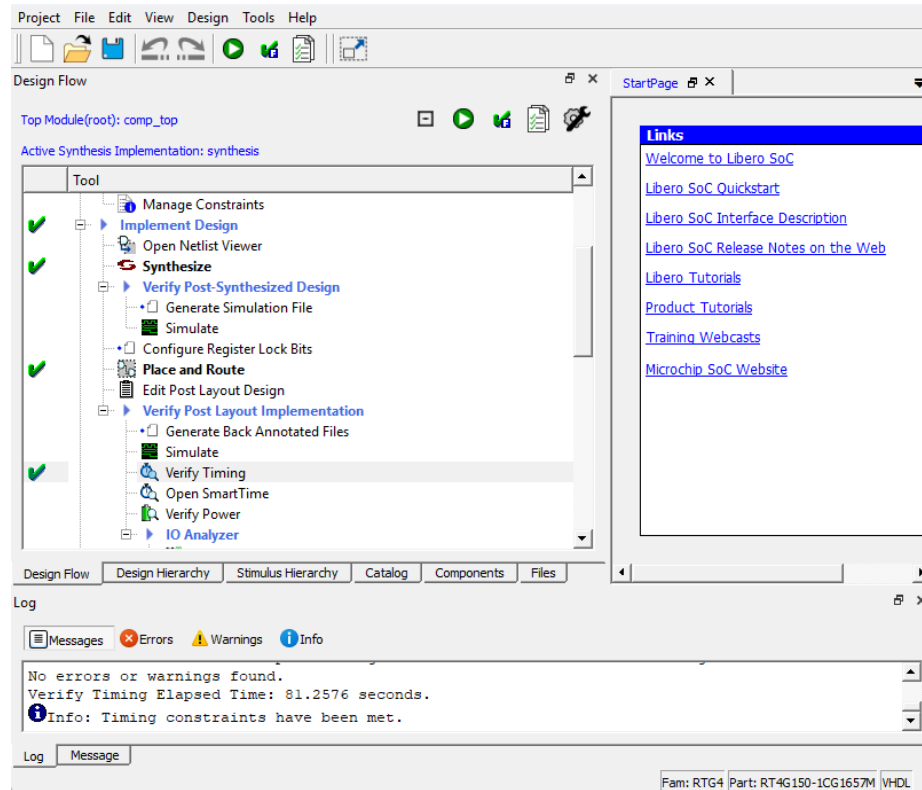 Project File Edit View Design Tools Help
Design Flow
StartPage
Top Module(root): comp_top
Active Synthesis Implementation: synthesis
Tool
Manage Constraints
Implement Design
Open Netlist Viewer
Synthesize
Verify Post-Synthesized Design
Generate Simulation File
Simulate
Configure Register Lock Bits
Place and Route
Edit Post Layout Design
Verify Post Layout Implementation
Generate Back Annotated Files
Simulate
Verify Timing
Open SmartTime
Verify Power
IO Analyzer
Links
Welcome to Libero SoC
Libero SoC Quickstart
Libero SoC Interface Description
Libero SoC Release Notes on the Web
Libero Tutorials
Product Tutorials
Training Webcasts
Microchip SoC Website
Design Flow Design Hierarchy Stimulus Hierarchy Catalog Components Files
Log
Messages Errors Warnings Info
No errors or warnings found.
Verify Timing Elapsed Time: 81.2576 seconds.
Info: Timing constraints have been met.
Log Message
Fam: RTG4 Part: RT4G150-1CG1657M VHDL